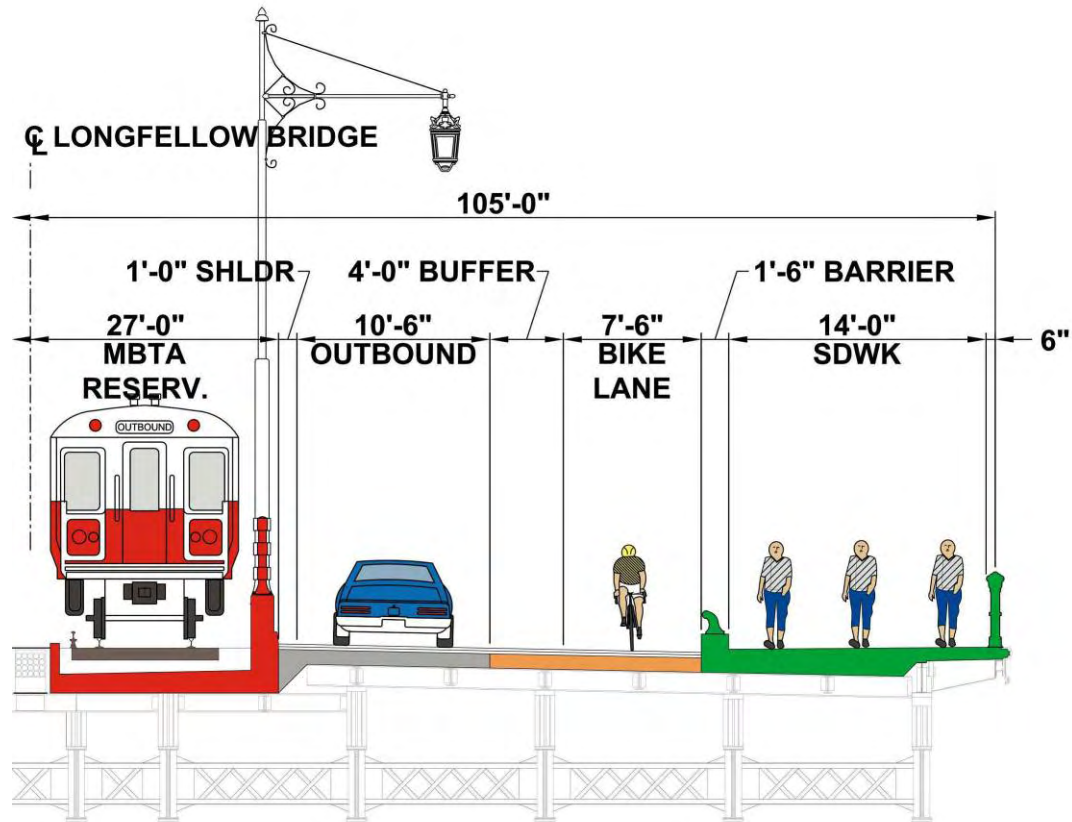 ℄ LONGFELLOW BRIDGE
105'-0"
1'-0" SHLDR
4'-0" BUFFER
1'-6" BARRIER
27'-0"
MBTA
RESERV.
10'-6"
OUTBOUND
7'-6"
BIKE
LANE
14'-0"
SDWK
6"
OUTBOUND